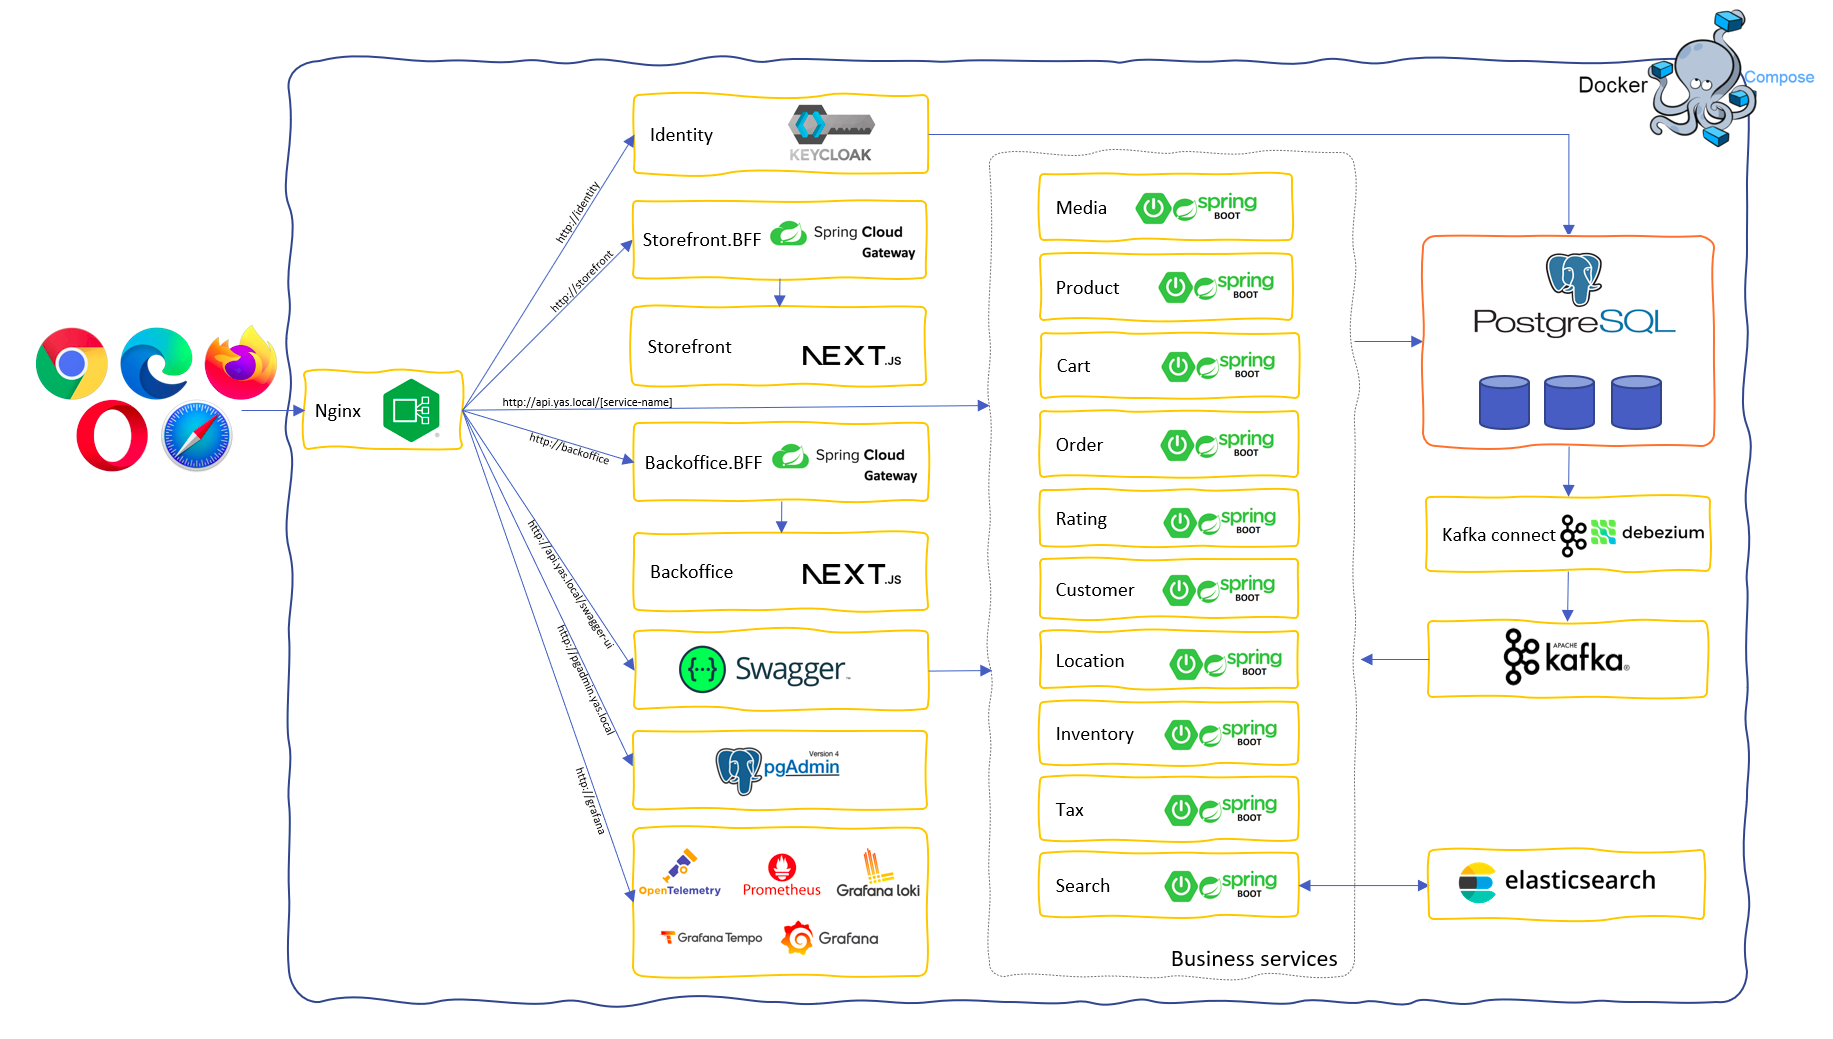 Docker
Compose
Identity
KEYCLOAK
http://identity
Storefront.BFF
Spring Cloud
Gateway
http://storefront
Storefront
NEXT.JS
Nginx
http://api.yas.local/[service-name]
http://backoffice
Backoffice.BFF
Spring Cloud
Gateway
Backoffice
NEXT.JS
http://api.yas.local/swagger-ui
Swagger
http://pgadmin.yas.local
Version 4
pgAdmin
http://grafana
OpenTelemetry
Prometheus
Grafana loki
Grafana Tempo
Grafana
Media
spring
BOOT
Product
spring
BOOT
Cart
spring
BOOT
Order
spring
BOOT
Rating
spring
BOOT
Customer
spring
BOOT
Location
spring
BOOT
Inventory
spring
BOOT
Tax
spring
BOOT
Search
spring
BOOT
Business services
PostgreSQL
Kafka connect
debezium
APACHE
kafka®
elasticsearch